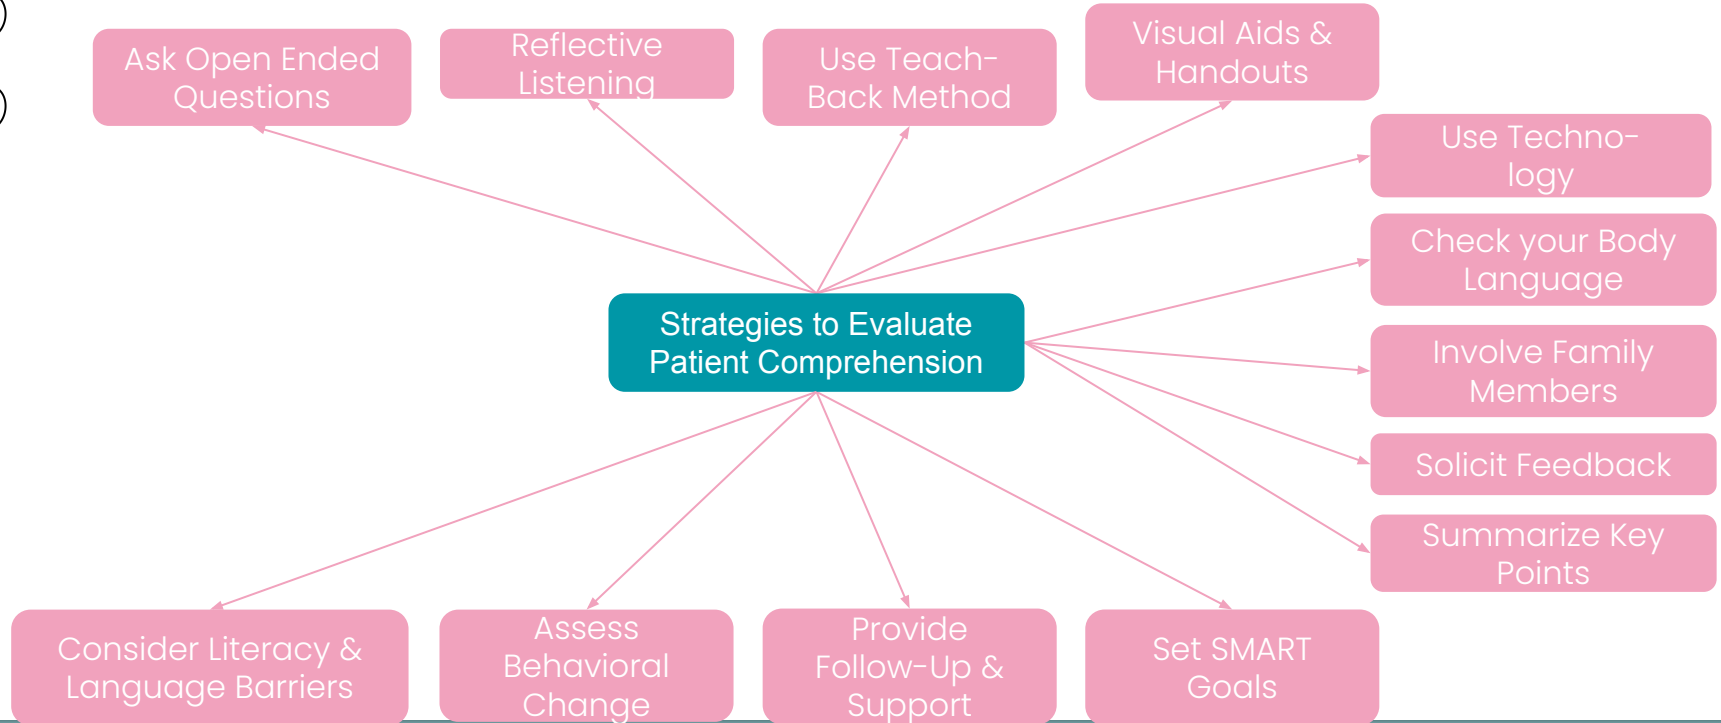 Ask Open Ended
Questions
Reflective
Listening
Use Teach-
Back Method
Visual Aids &
Handouts
Use Techno-
logy
Check your Body
Language
Strategies to Evaluate
Patient Comprehension
Involve Family
Members
Solicit Feedback
Summarize Key
Points
Consider Literacy &
Language Barriers
Assess
Behavioral
Change
Provide
Follow-Up &
Support
Set SMART
Goals